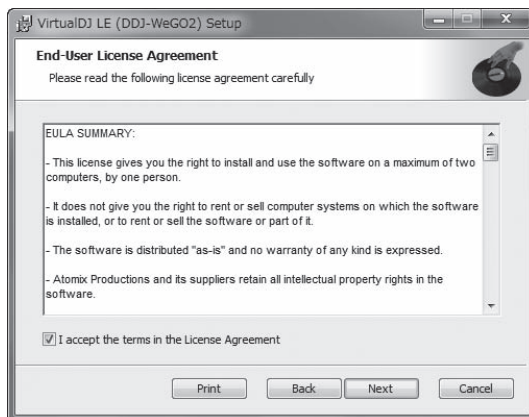 VirtualDJ LE (DDJ-WeGO2) Setup
End-User License Agreement
Please read the following license agreement carefully
EULA SUMMARY:
- This license gives you the right to install and use the software on a maximum of two
computers, by one person.
- It does not give you the right to rent or sell computer systems on which the software
is installed, or to rent or sell the software or part of it.
- The software is distributed "as-is" and no warranty of any kind is expressed.
- Atomix Productions and its suppliers retain all intellectual property rights in the
software.
I accept the terms in the License Agreement
Print
Back
Next
Cancel